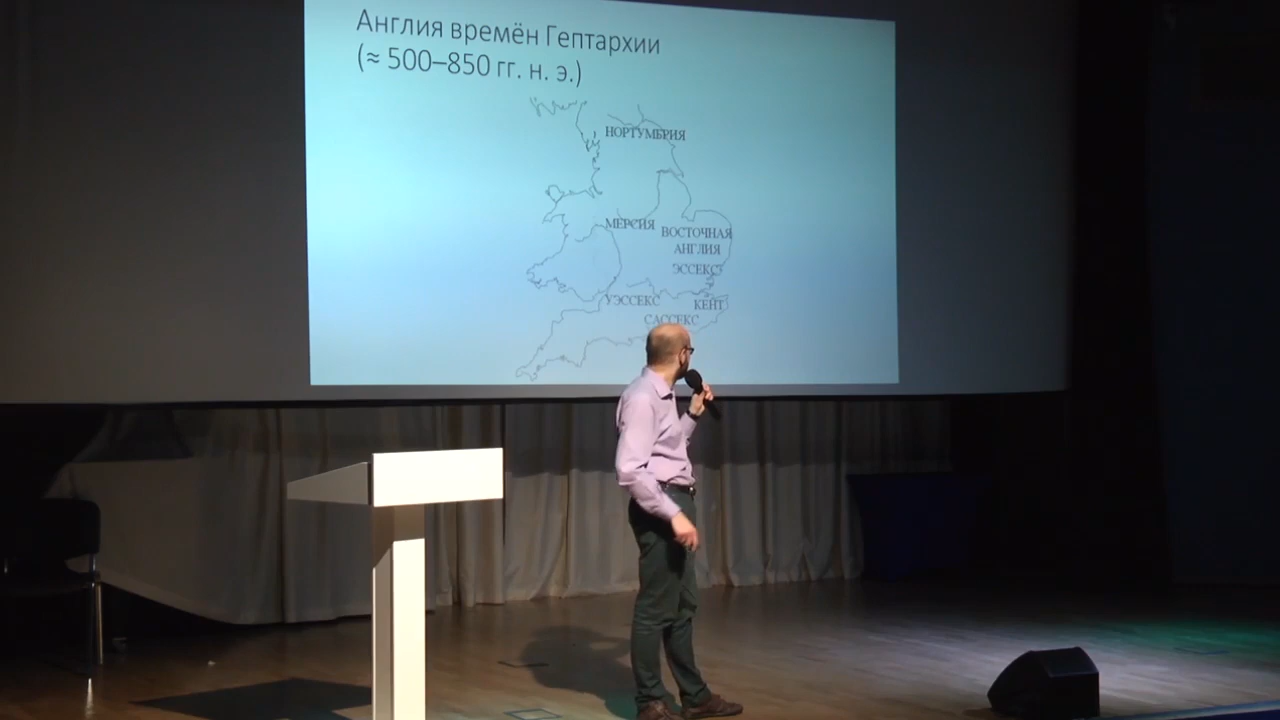 Англия времён Гептархии
(≈ 500–850 гг. н. э.)
НОРТУМБРИЯ
МЕРСИЯ
ВОСТОЧНАЯ
АНГЛИЯ
ЭССЕКС
УЭССЕКС
КЕНТ
САССЕКС